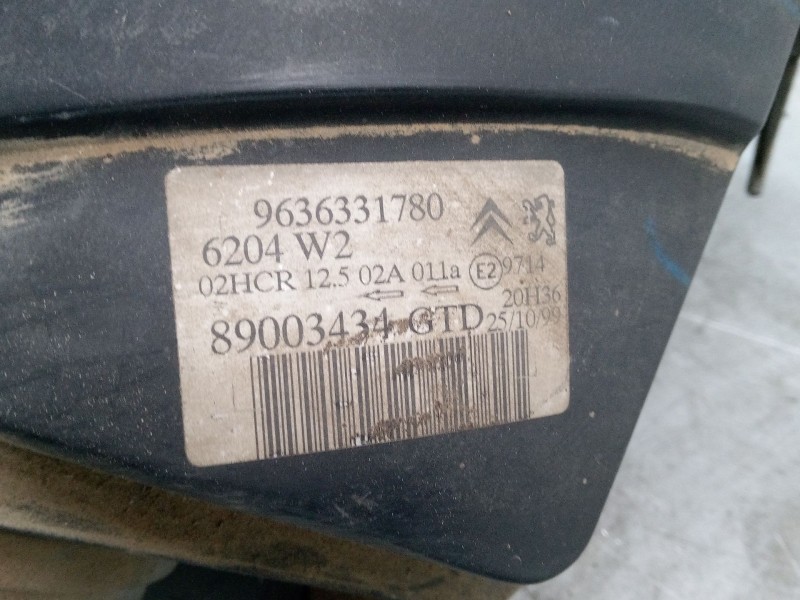 9636331780
6204 W2
02HCR 12.5 02A 011a E2 9714
20H36
89003434 GTD 25/10/99